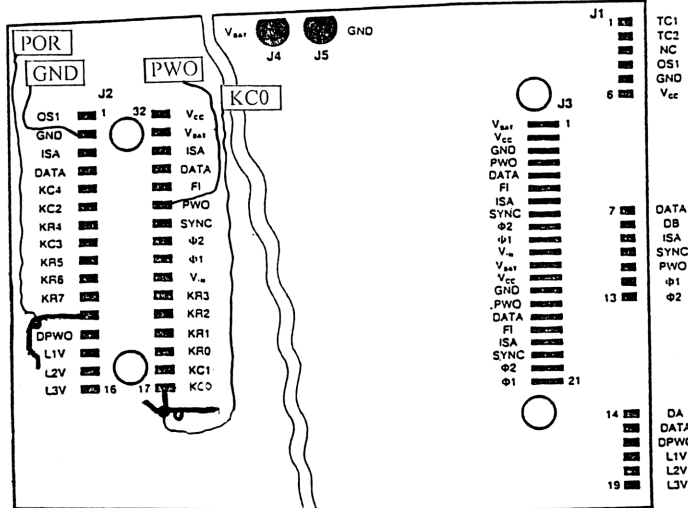 POR
GND
PWO
KC0
VBAT
GND
J4
J5
J1
1 TC1
TC2
NC
OS1
GND
6 VCC
J2
OS1 1
GND
ISA
DATA
KC4
KC2
KR4
KC3
KR5
KR6
KR7
DPWO
L1V
L2V
L3V 16
32 VCC
VBAT
ISA
DATA
FI
PWO
SYNC
Φ2
Φ1
KR3
KR2
KR1
KR0
KC1
17 KC0
J3
VBAT 1
VCC
GND
PWO
DATA
FI
ISA
SYNC
Φ2
Φ1
VBAT
VCC
GND
PWO
DATA
FI
ISA
SYNC
Φ2
Φ1 21
7 DATA
DB
ISA
SYNC
PWO
Φ1
13 Φ2
14 DA
DATA
DPWO
L1V
L2V
19 L3V